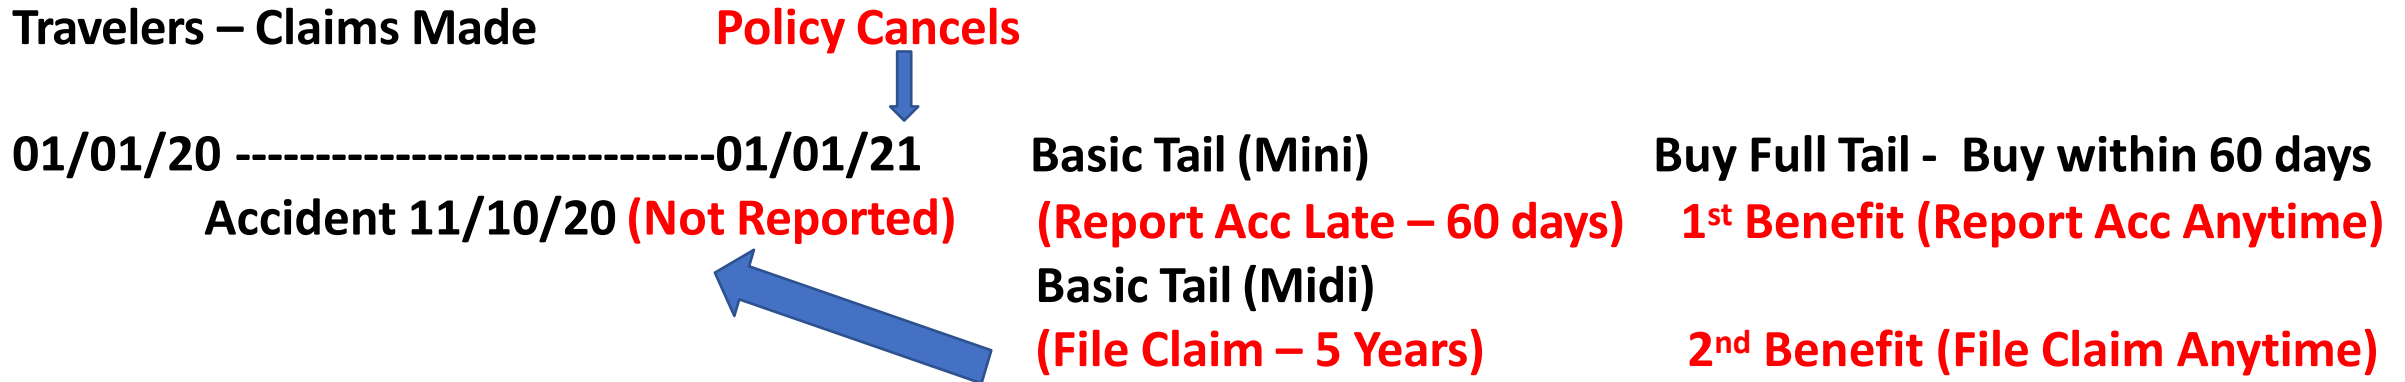 Travelers – Claims Made Policy Cancels
01/01/20 ------------------------------01/01/21 Basic Tail (Mini) Buy Full Tail - Buy within 60 days
Accident 11/10/20 (Not Reported) (Report Acc Late – 60 days) 1st Benefit (Report Acc Anytime)
Basic Tail (Midi)
(File Claim – 5 Years) 2nd Benefit (File Claim Anytime)